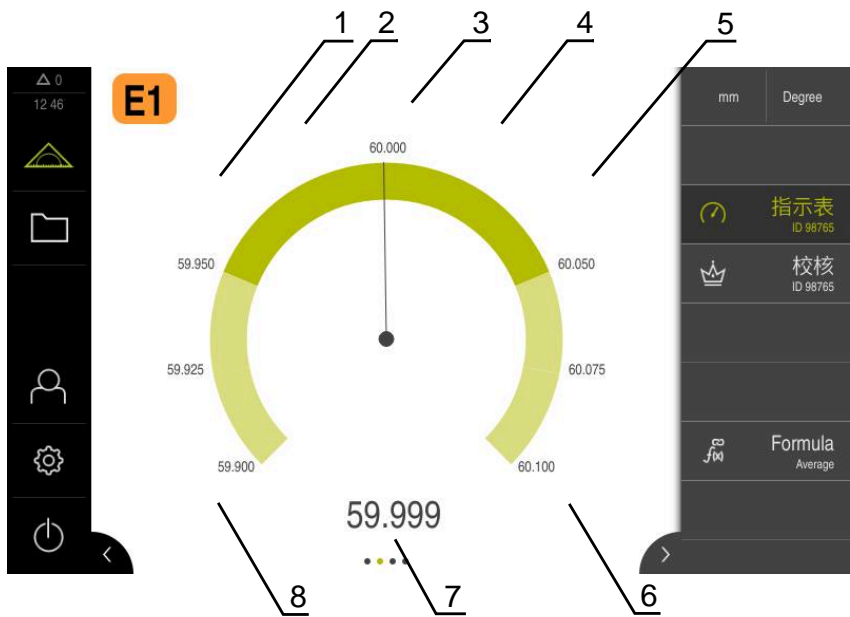 1 2 3 4 5
0
12 46
E1
mm Degree
60.000
指示表
ID 98765
59.950
60.050
校核
ID 98765
59.925
60.075
Formula
Average
f(x)
59.900
60.100
59.999
8 7 6